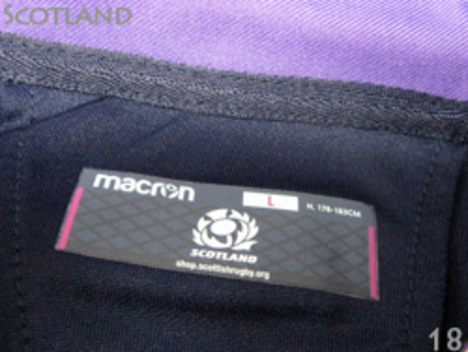 SCOTLAND
macron
L
H. 178-183CM
SCOTLAND
shop.scottishrugby.org
18